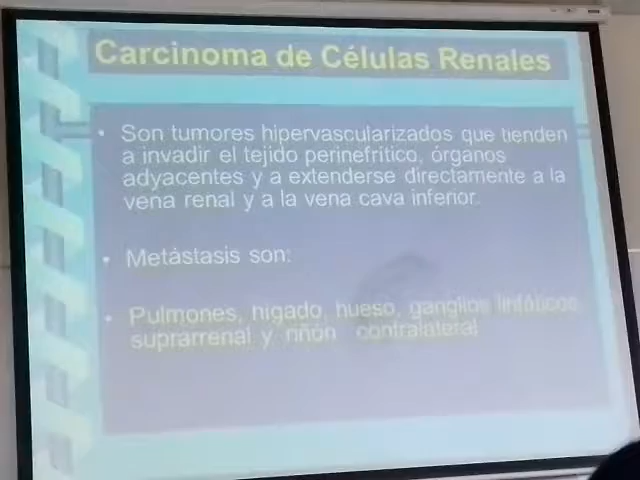 Carcinoma de Células Renales
• Son tumores hipervascularizados que tienden
a invadir el tejido perinefrítico, órganos
adyacentes y a extenderse directamente a la
vena renal y a la vena cava inferior.
• Metástasis son:
• Pulmones, hígado, hueso, ganglios linfáticos,
suprarrenal y riñón contralateral